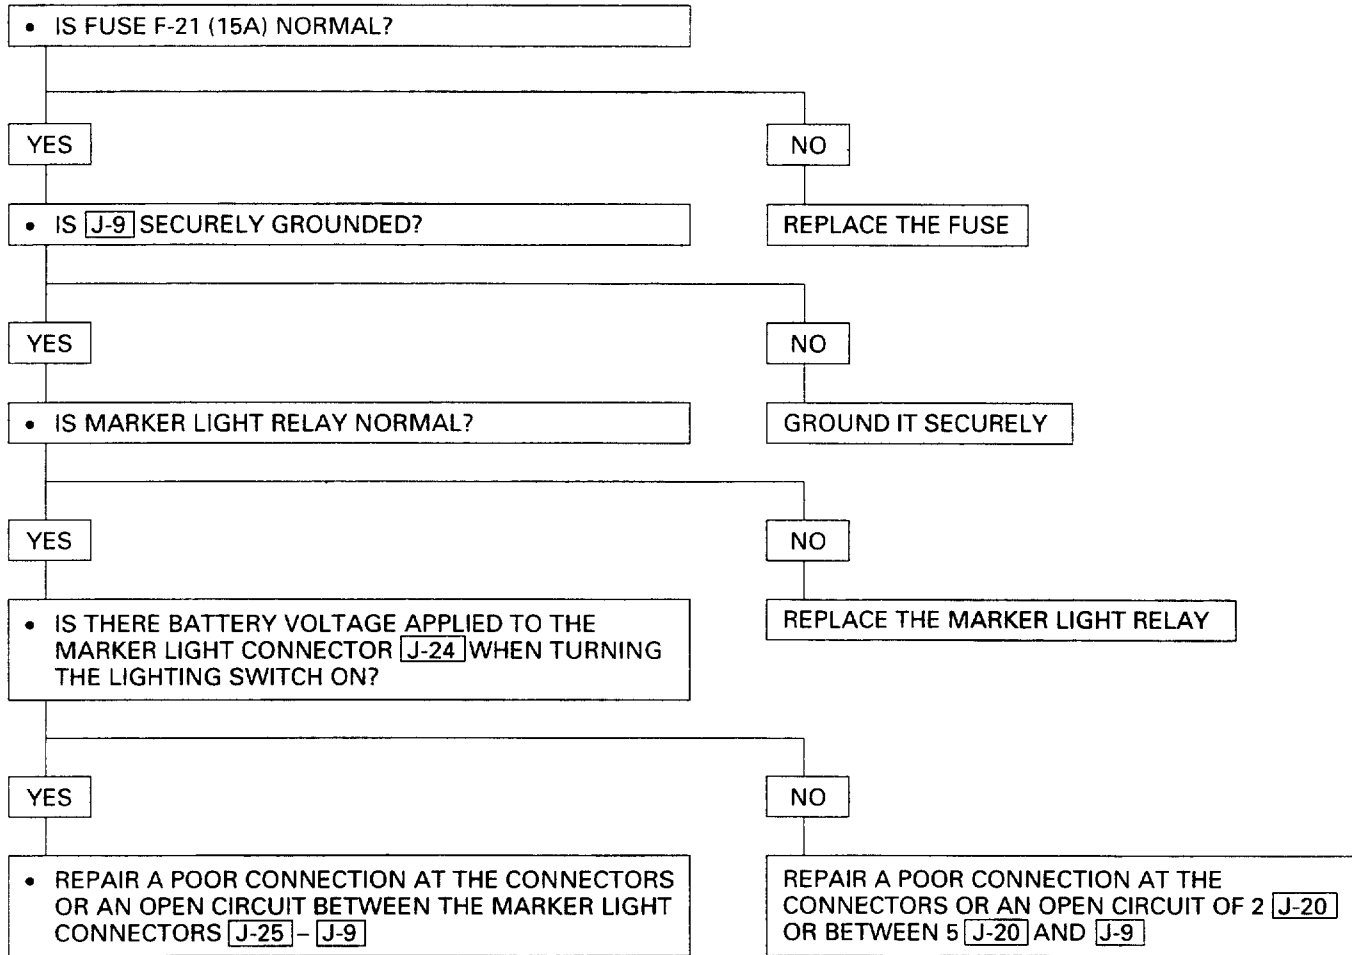 • IS FUSE F-21 (15A) NORMAL?
YES
NO
• IS J-9 SECURELY GROUNDED?
REPLACE THE FUSE
YES
NO
• IS MARKER LIGHT RELAY NORMAL?
GROUND IT SECURELY
YES
NO
• IS THERE BATTERY VOLTAGE APPLIED TO THE
MARKER LIGHT CONNECTOR J-24 WHEN TURNING
THE LIGHTING SWITCH ON?
REPLACE THE MARKER LIGHT RELAY
YES
NO
• REPAIR A POOR CONNECTION AT THE CONNECTORS
OR AN OPEN CIRCUIT BETWEEN THE MARKER LIGHT
CONNECTORS J-25 – J-9
REPAIR A POOR CONNECTION AT THE
CONNECTORS OR AN OPEN CIRCUIT OF 2 J-20
OR BETWEEN 5 J-20 AND J-9